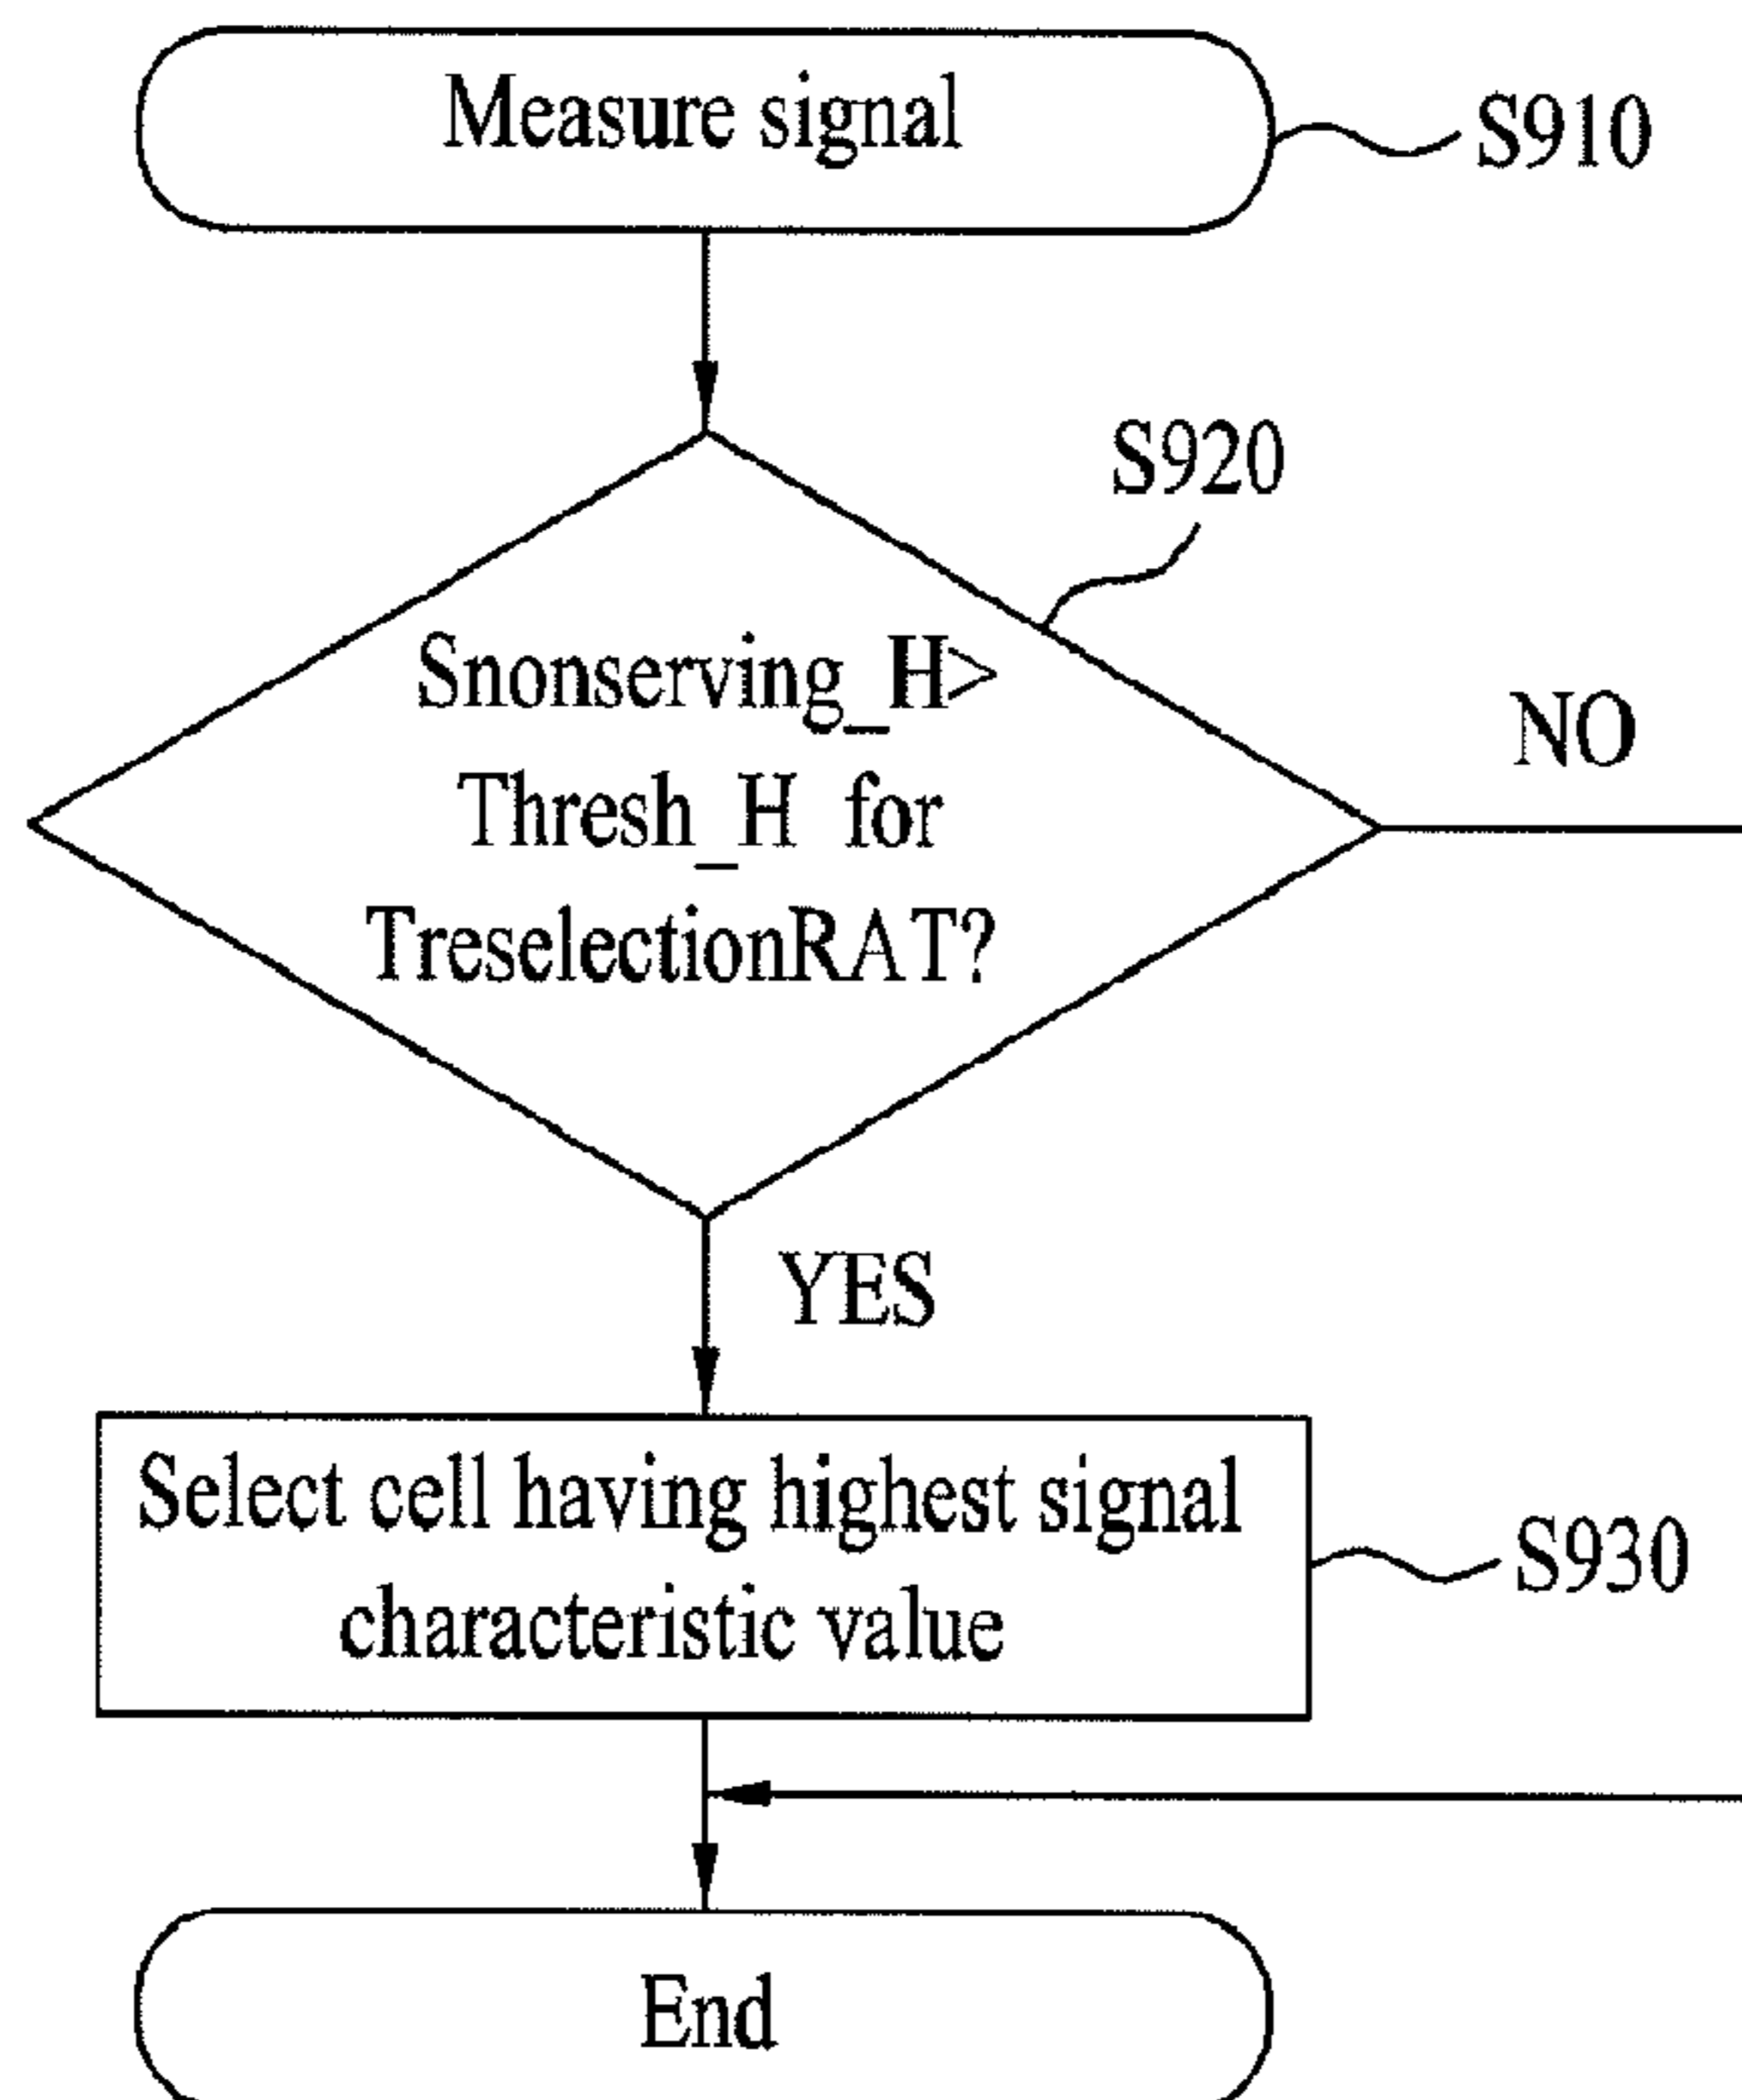 Measure signal
S910
S920
Snonserving_H>
Thresh_H for
TreselectionRAT?
NO
YES
Select cell having highest signal
characteristic value
S930
End